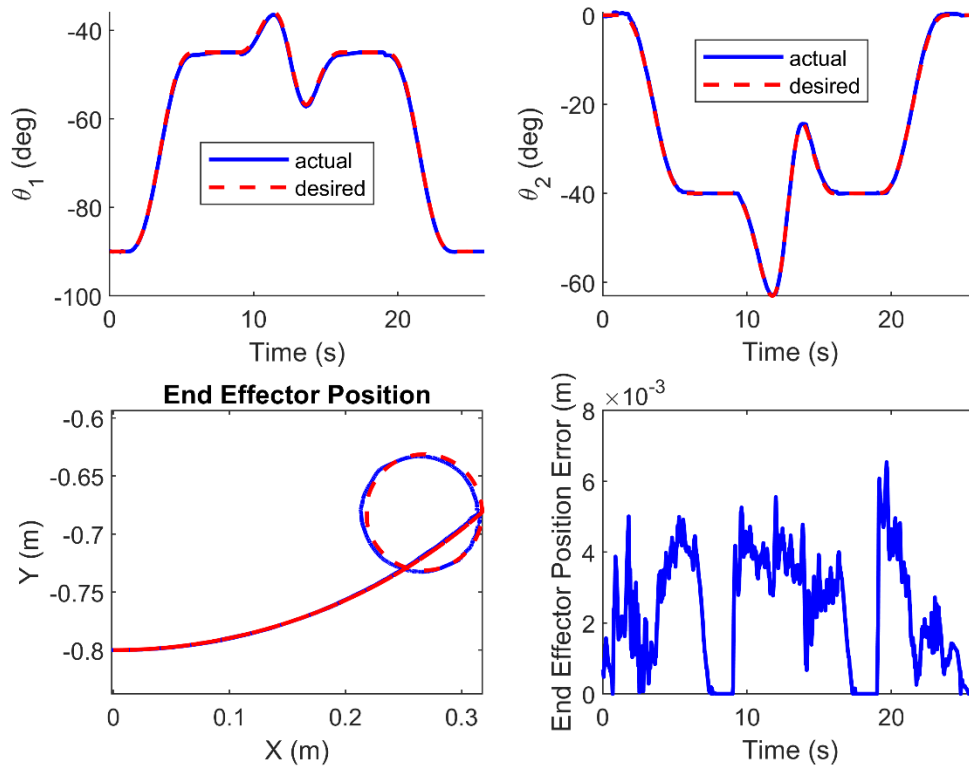 -40
-60
-80
-100
θ1 (deg)
actual
desired
0
10
20
Time (s)
0
-20
-40
-60
θ2 (deg)
actual
desired
0
10
20
Time (s)
End Effector Position
-0.6
-0.65
-0.7
-0.75
-0.8
Y (m)
0
0.1
0.2
0.3
X (m)
×10-3
8
6
4
2
0
End Effector Position Error (m)
0
10
20
Time (s)